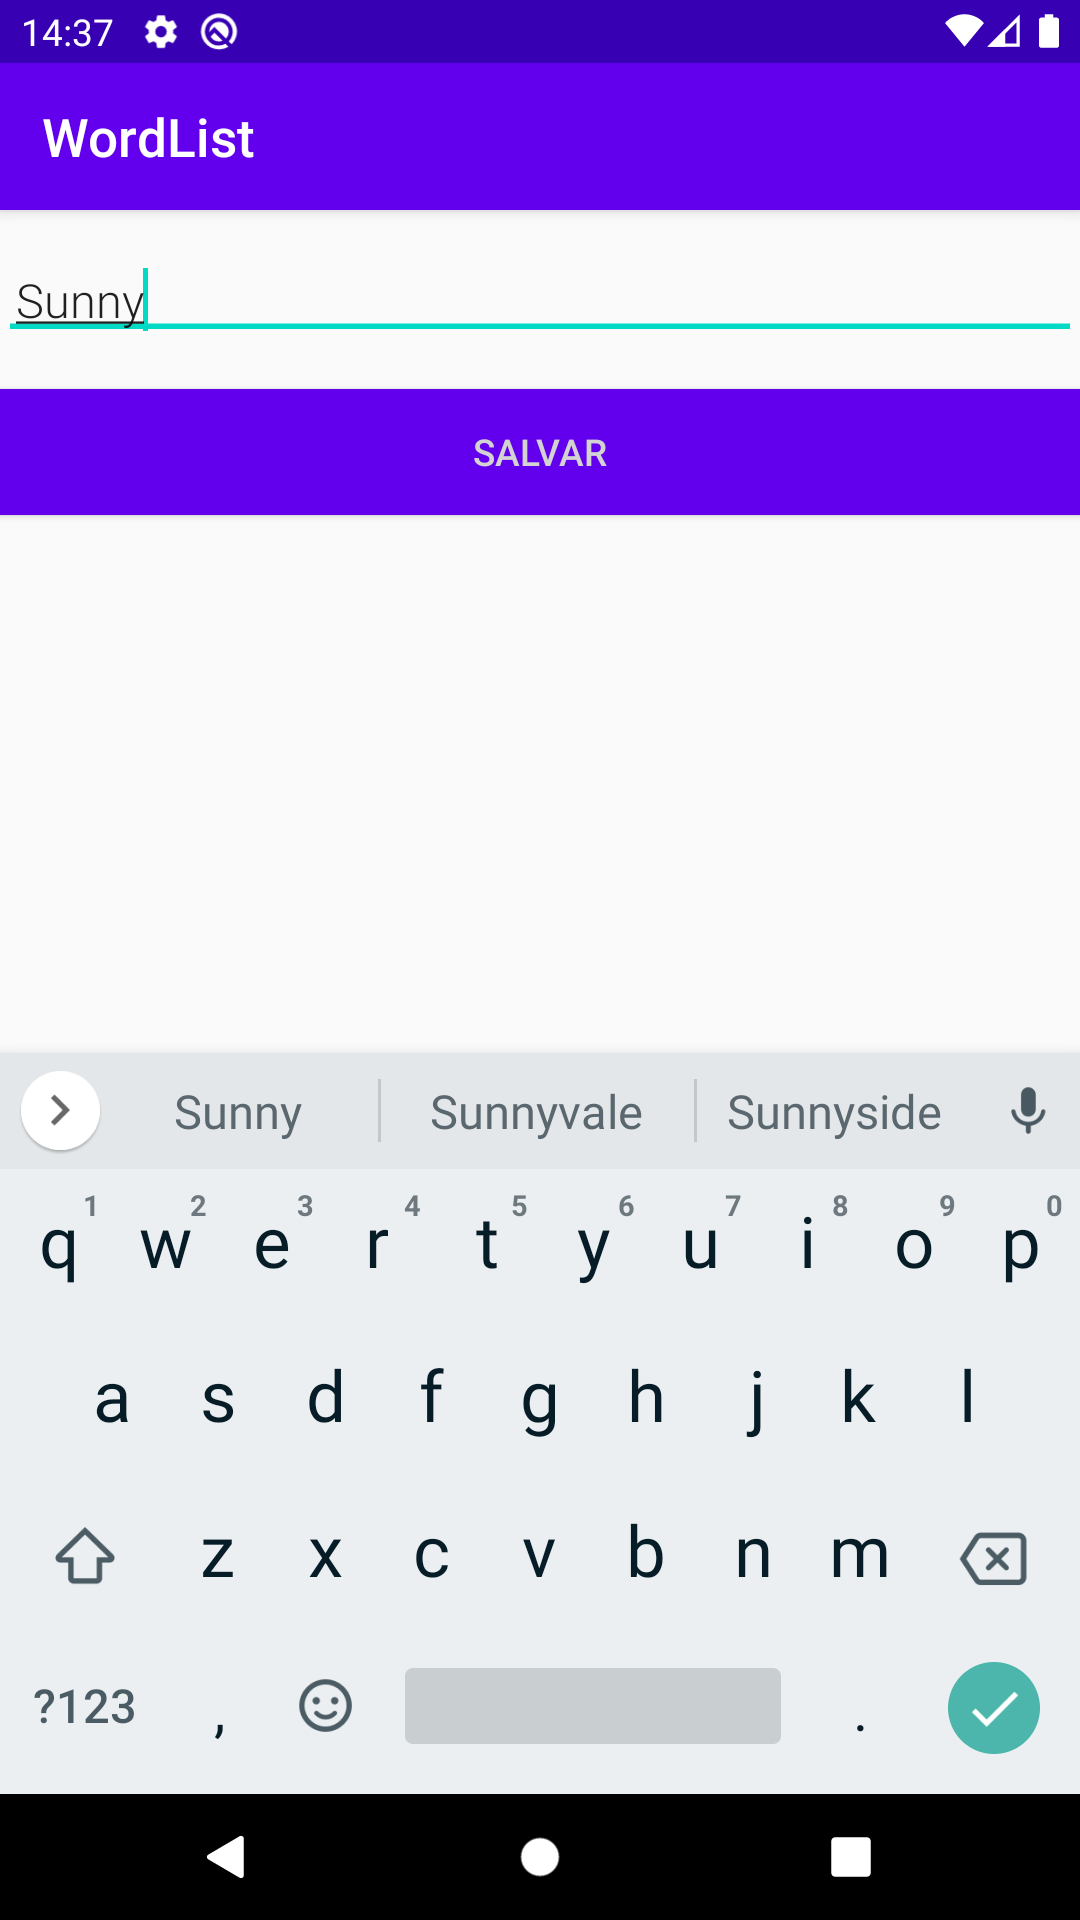 14:37
WordList
Sunny
SALVAR
Sunny Sunnyvale Sunnyside
1 2 3 4 5 6 7 8 9 0
q w e r t y u i o p
a s d f g h j k l
z x c v b n m
?123 , .